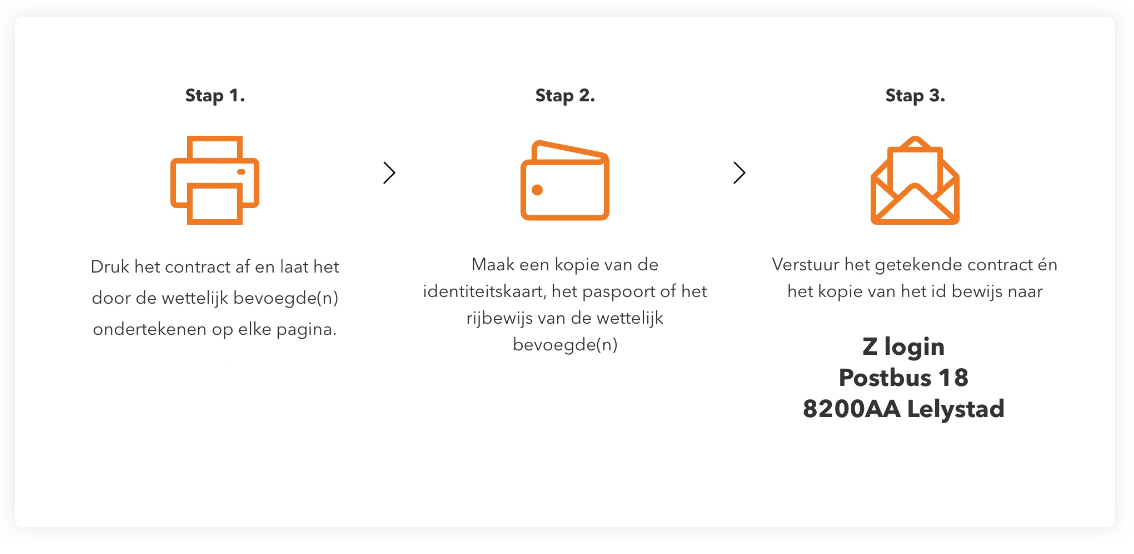 Stap 1.
Druk het contract af en laat het
door de wettelijk bevoegde(n)
ondertekenen op elke pagina.
Stap 2.
Maak een kopie van de
identiteitskaart, het paspoort of het
rijbewijs van de wettelijk
bevoegde(n)
Stap 3.
Verstuur het getekende contract én
het kopie van het id bewijs naar
Z login
Postbus 18
8200AA Lelystad